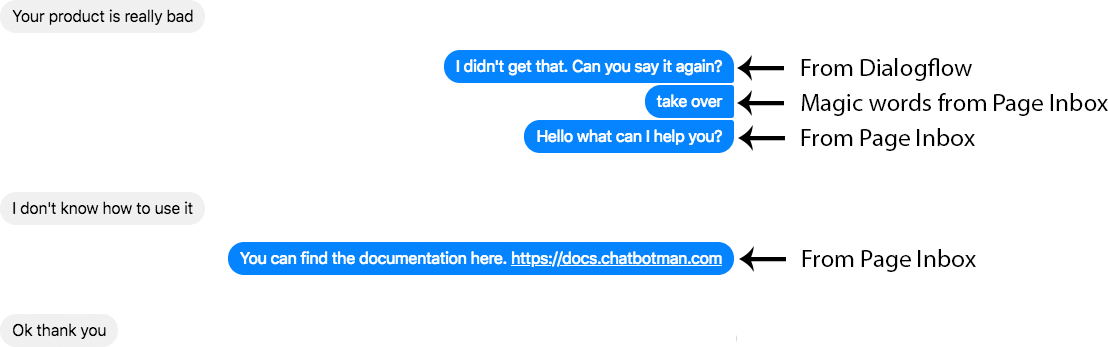 Your product is really bad
I didn't get that. Can you say it again? From Dialogflow
take over Magic words from Page Inbox
Hello what can I help you? From Page Inbox
I don't know how to use it
You can find the documentation here. https://docs.chatbotman.com From Page Inbox
Ok thank you